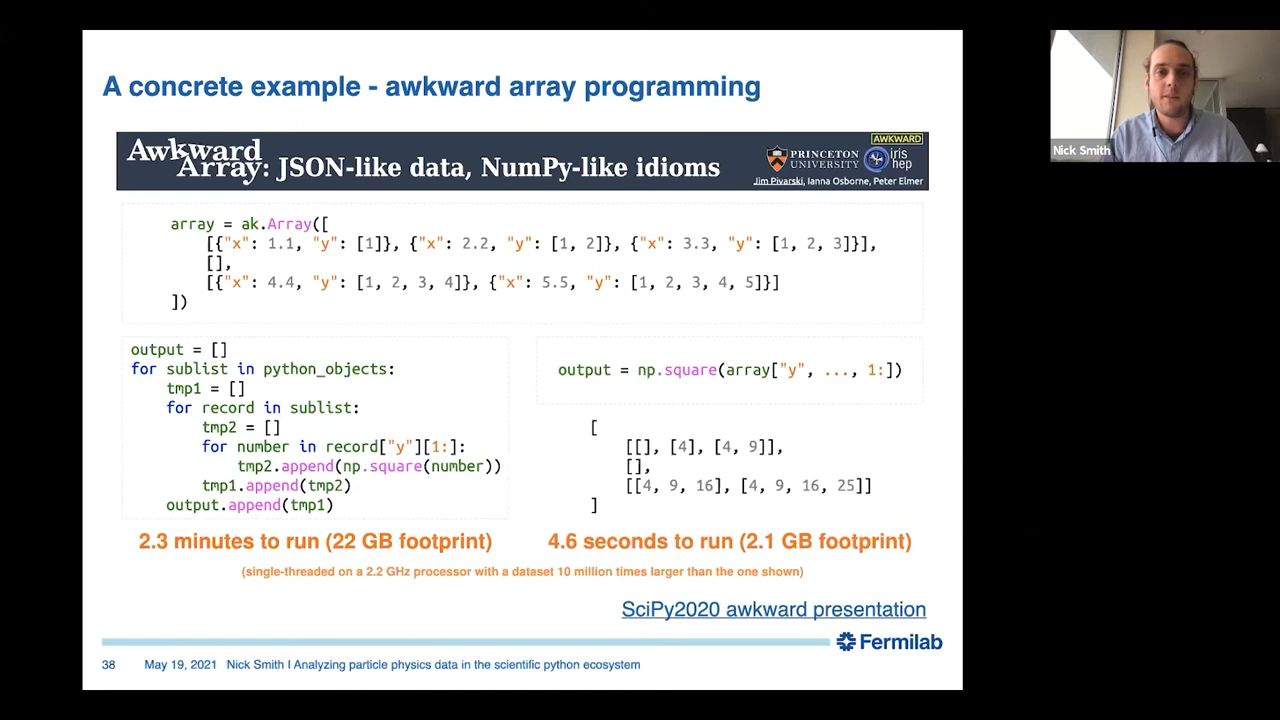 A concrete example - awkward array programming
Awkward
Array: JSON-like data, NumPy-like idioms
AWKWARD
PRINCETON
UNIVERSITY
iris
hep
Jim Pivarski, Ianna Osborne, Peter Elmer
array = ak.Array([
[{"x": 1.1, "y": [1]}, {"x": 2.2, "y": [1, 2]}, {"x": 3.3, "y": [1, 2, 3]}],
[],
[{"x": 4.4, "y": [1, 2, 3, 4]}, {"x": 5.5, "y": [1, 2, 3, 4, 5]}]
])
output = []
for sublist in python_objects:
tmp1 = []
for record in sublist:
tmp2 = []
for number in record["y"][1:]:
tmp2.append(np.square(number))
tmp1.append(tmp2)
output.append(tmp1)
output = np.square(array["y", ..., 1:])
[
[[], [4], [4, 9]],
[],
[[4, 9, 16], [4, 9, 16, 25]]
]
2.3 minutes to run (22 GB footprint)
4.6 seconds to run (2.1 GB footprint)
(single-threaded on a 2.2 GHz processor with a dataset 10 million times larger than the one shown)
SciPy2020 awkward presentation
Fermilab
38 May 19, 2021 Nick Smith | Analyzing particle physics data in the scientific python ecosystem
Nick Smith